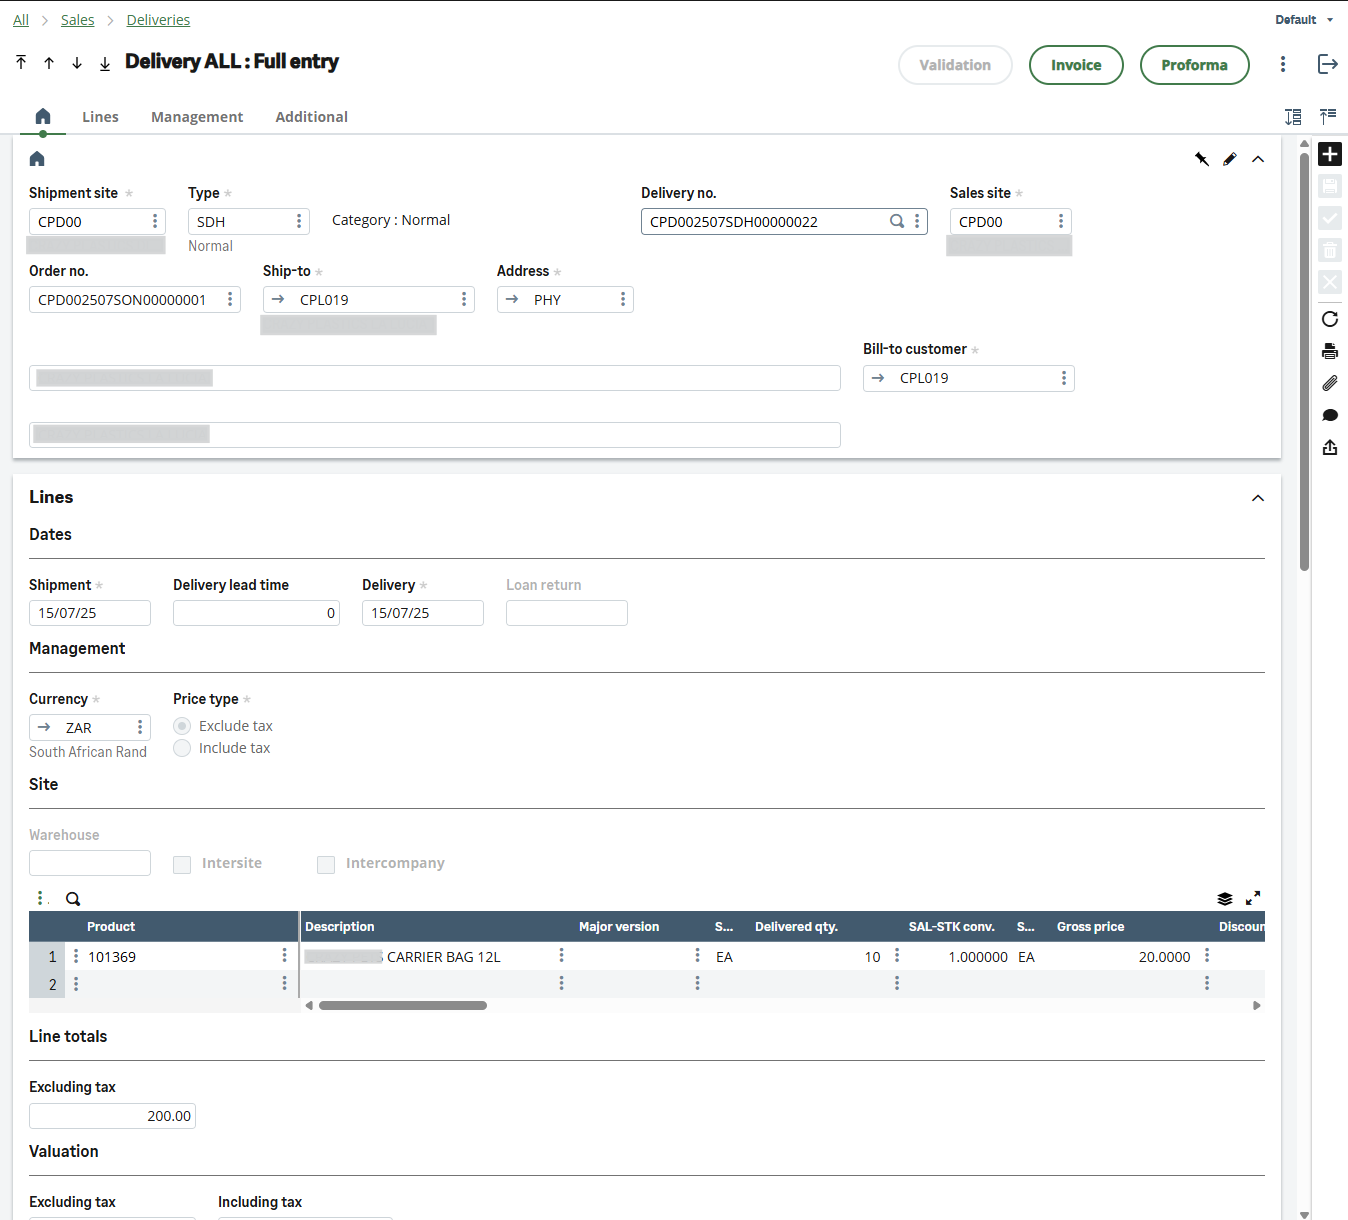 All > Sales > Deliveries
Default
Delivery ALL : Full entry
Validation Invoice Proforma
Lines Management Additional
Shipment site * Type * Delivery no. Sales site *
CPD00 SDH Category : Normal CPD002507SDH00000022 CPD00
Normal
Order no. Ship-to * Address *
CPD002507SON00000001 CPL019 PHY
Bill-to customer *
CPL019
Lines
Dates
Shipment * Delivery lead time Delivery * Loan return
15/07/25 0 15/07/25
Management
Currency * Price type *
ZAR Exclude tax
South African Rand Include tax
Site
Warehouse
Intersite Intercompany
Product Description Major version S... Delivered qty. SAL-STK conv. S... Gross price Discoun
1 101369 CARRIER BAG 12L EA 10 1.000000 EA 20.0000
2
Line totals
Excluding tax
200.00
Valuation
Excluding tax Including tax